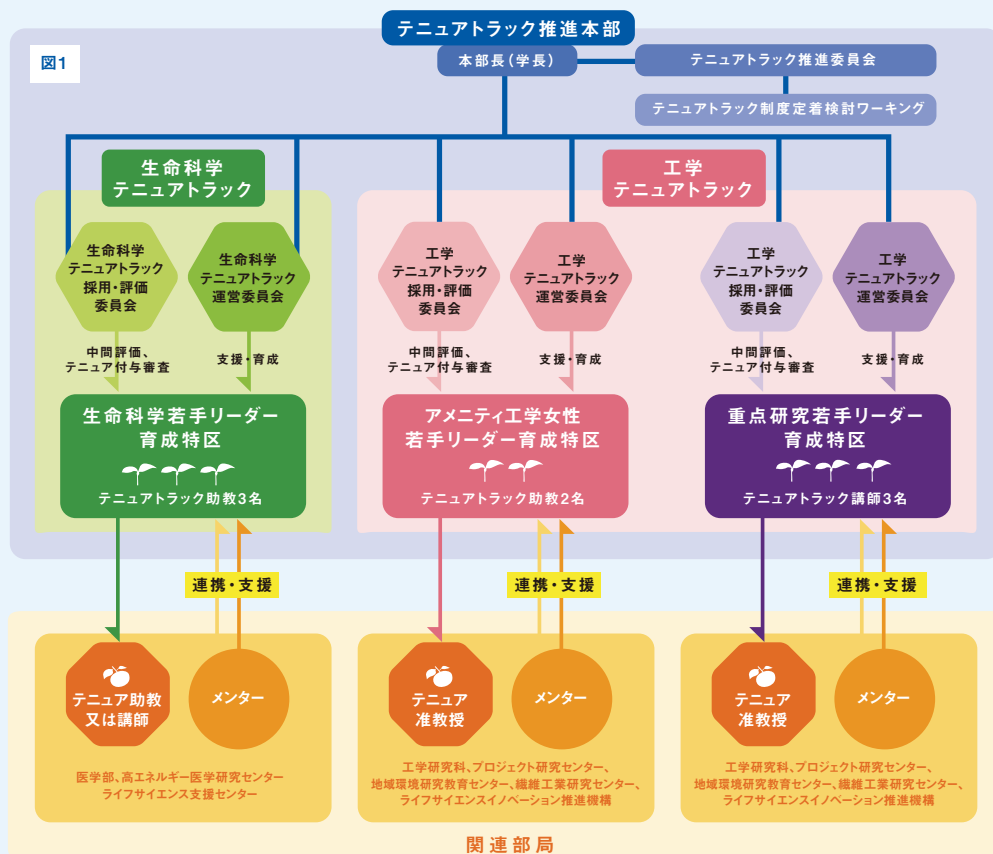 テニュアトラック推進本部
図1
本部長(学長)
テニュアトラック推進委員会
テニュアトラック制度定着検討ワーキング
生命科学
テニュアトラック
工学
テニュアトラック
生命科学
テニュアトラック
採用・評価
委員会
生命科学
テニュアトラック
運営委員会
工学
テニュアトラック
採用・評価
委員会
工学
テニュアトラック
運営委員会
工学
テニュアトラック
採用・評価
委員会
工学
テニュアトラック
運営委員会
中間評価、
テニュア付与審査
支援・育成
中間評価、
テニュア付与審査
支援・育成
中間評価、
テニュア付与審査
支援・育成
生命科学若手リーダー
育成特区
テニュアトラック助教3名
アメニティ工学女性
若手リーダー育成特区
テニュアトラック助教2名
重点研究若手リーダー
育成特区
テニュアトラック講師3名
連携・支援
連携・支援
連携・支援
テニュア助教
又は講師
メンター
テニュア
准教授
メンター
テニュア
准教授
メンター
医学部、高エネルギー医学研究センター
ライフサイエンス支援センター
工学研究科、プロジェクト研究センター、
地域環境研究教育センター、繊維工業研究センター、
ライフサイエンスイノベーション推進機構
工学研究科、プロジェクト研究センター、
地域環境研究教育センター、繊維工業研究センター、
ライフサイエンスイノベーション推進機構
関連部局